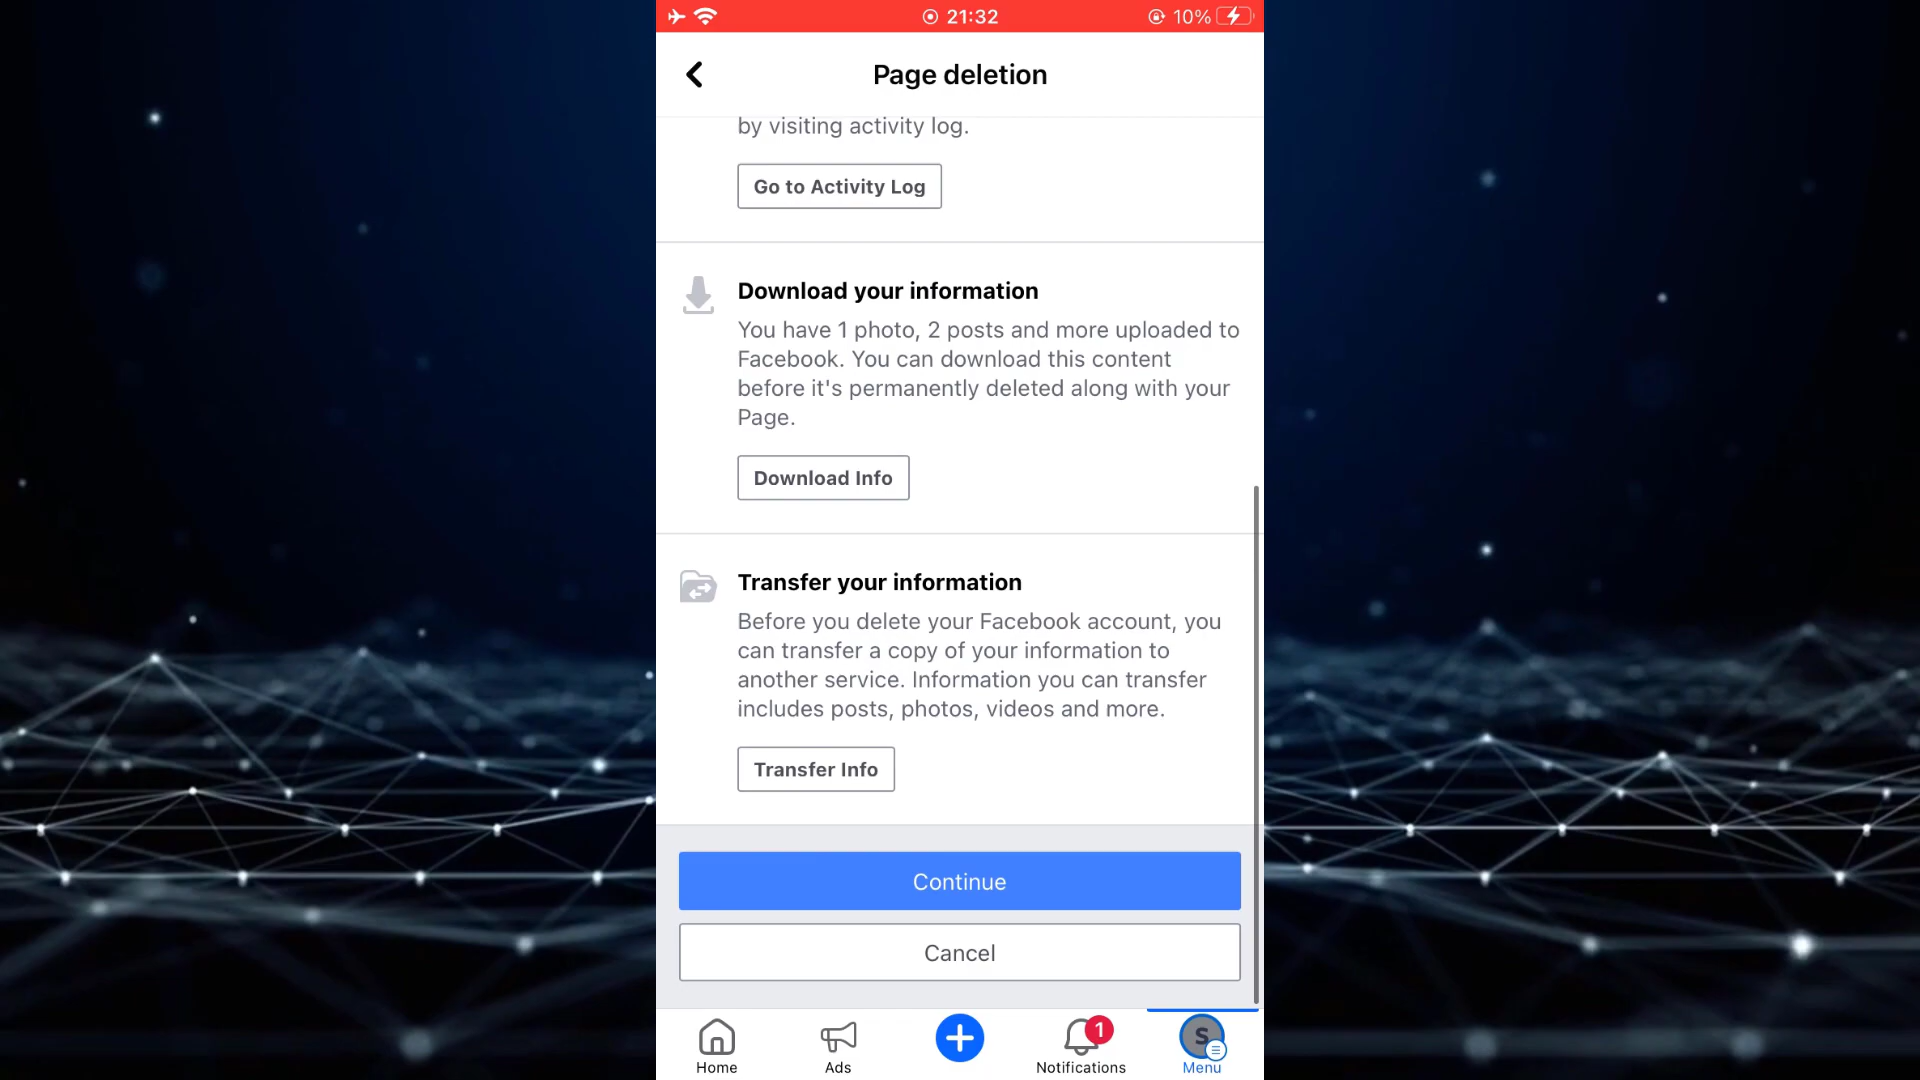 21:32
10%
Page deletion
by visiting activity log.
Go to Activity Log
Download your information
You have 1 photo, 2 posts and more uploaded to
Facebook. You can download this content
before it's permanently deleted along with your
Page.
Download Info
Transfer your information
Before you delete your Facebook account, you
can transfer a copy of your information to
another service. Information you can transfer
includes posts, photos, videos and more.
Transfer Info
Continue
Cancel
1
S
Home
Ads
Notifications
Menu